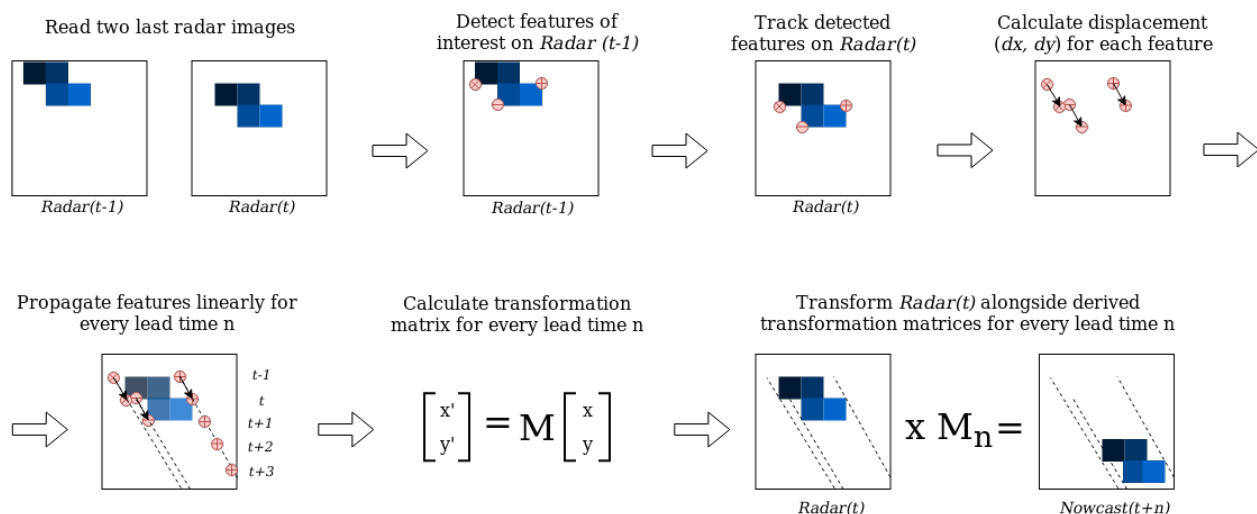 Read two last radar images
Radar(t-1)
Radar(t)
Detect features of
interest on Radar (t-1)
Radar(t-1)
Track detected
features on Radar(t)
Radar(t)
Calculate displacement
(dx, dy) for each feature
Propagate features linearly for
every lead time n
t-1
t
t+1
t+2
t+3
Calculate transformation
matrix for every lead time n
x' = M x
y' y
Transform Radar(t) alongside derived
transformation matrices for every lead time n
x Mn=
Radar(t)
Nowcast(t+n)